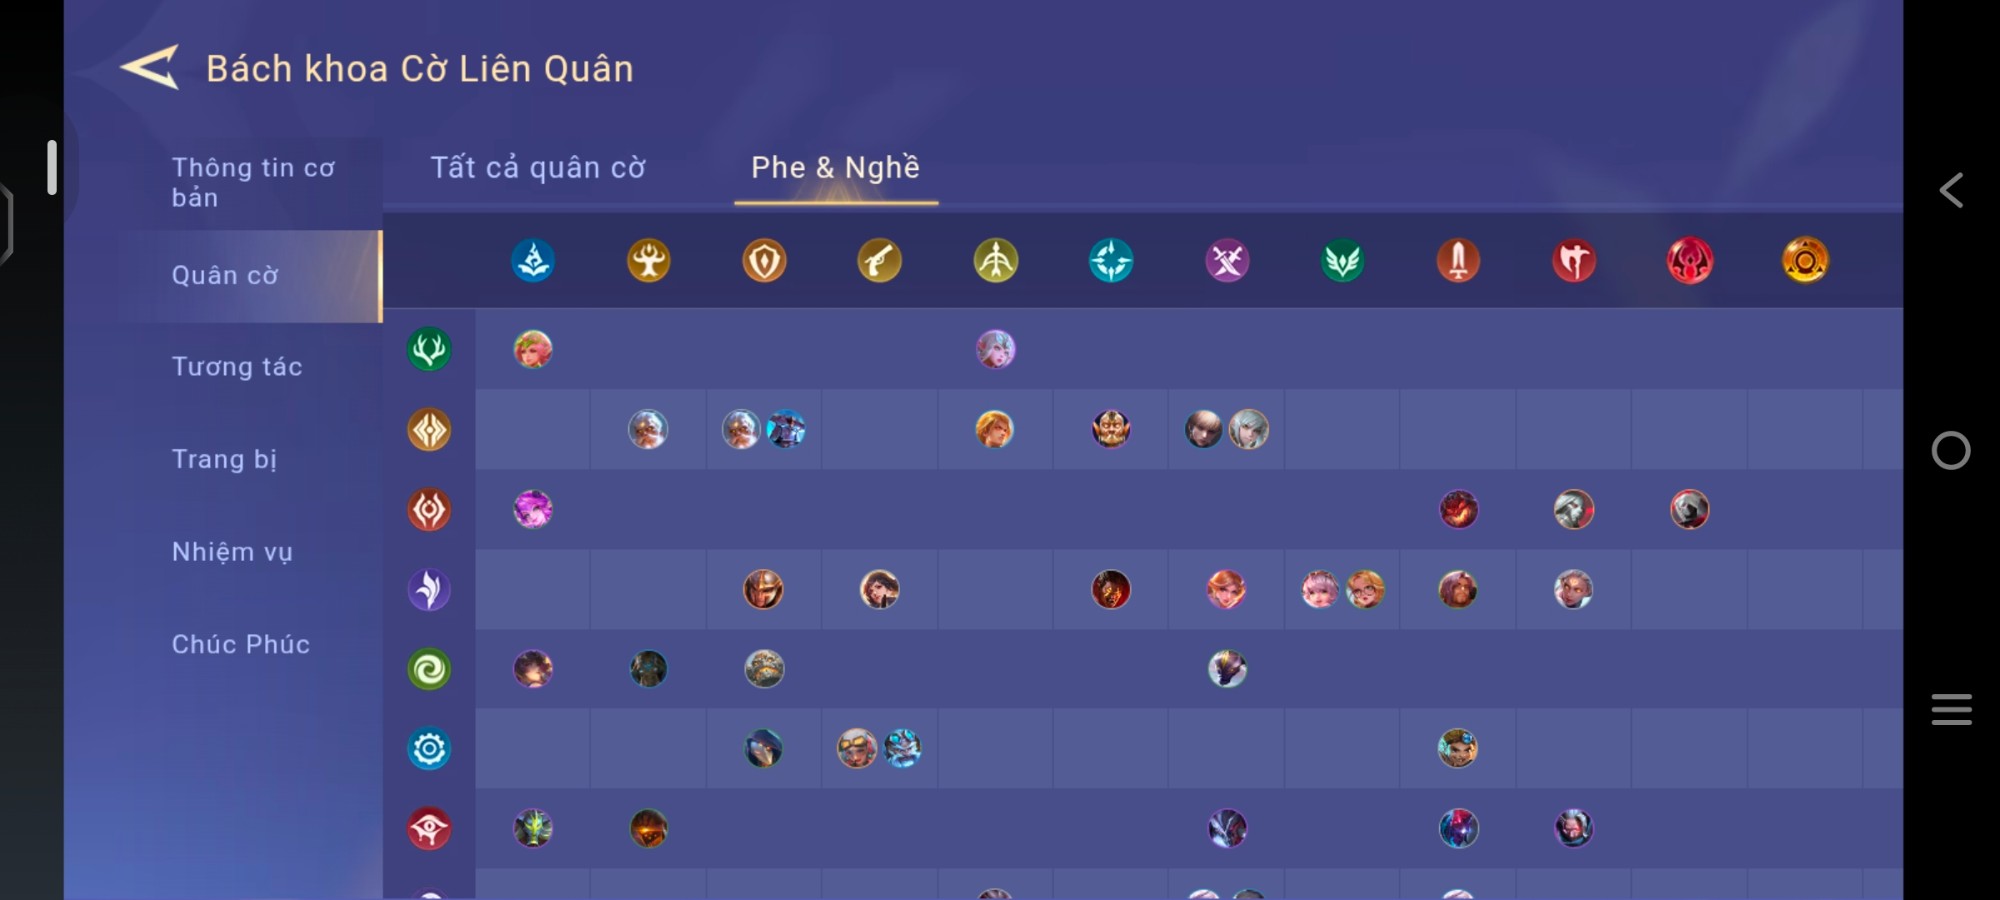 Bách khoa Cờ Liên Quân
Thông tin cơ
bản
Quân cờ
Tương tác
Trang bị
Nhiệm vụ
Chúc Phúc
Tất cả quân cờ
Phe & Nghề